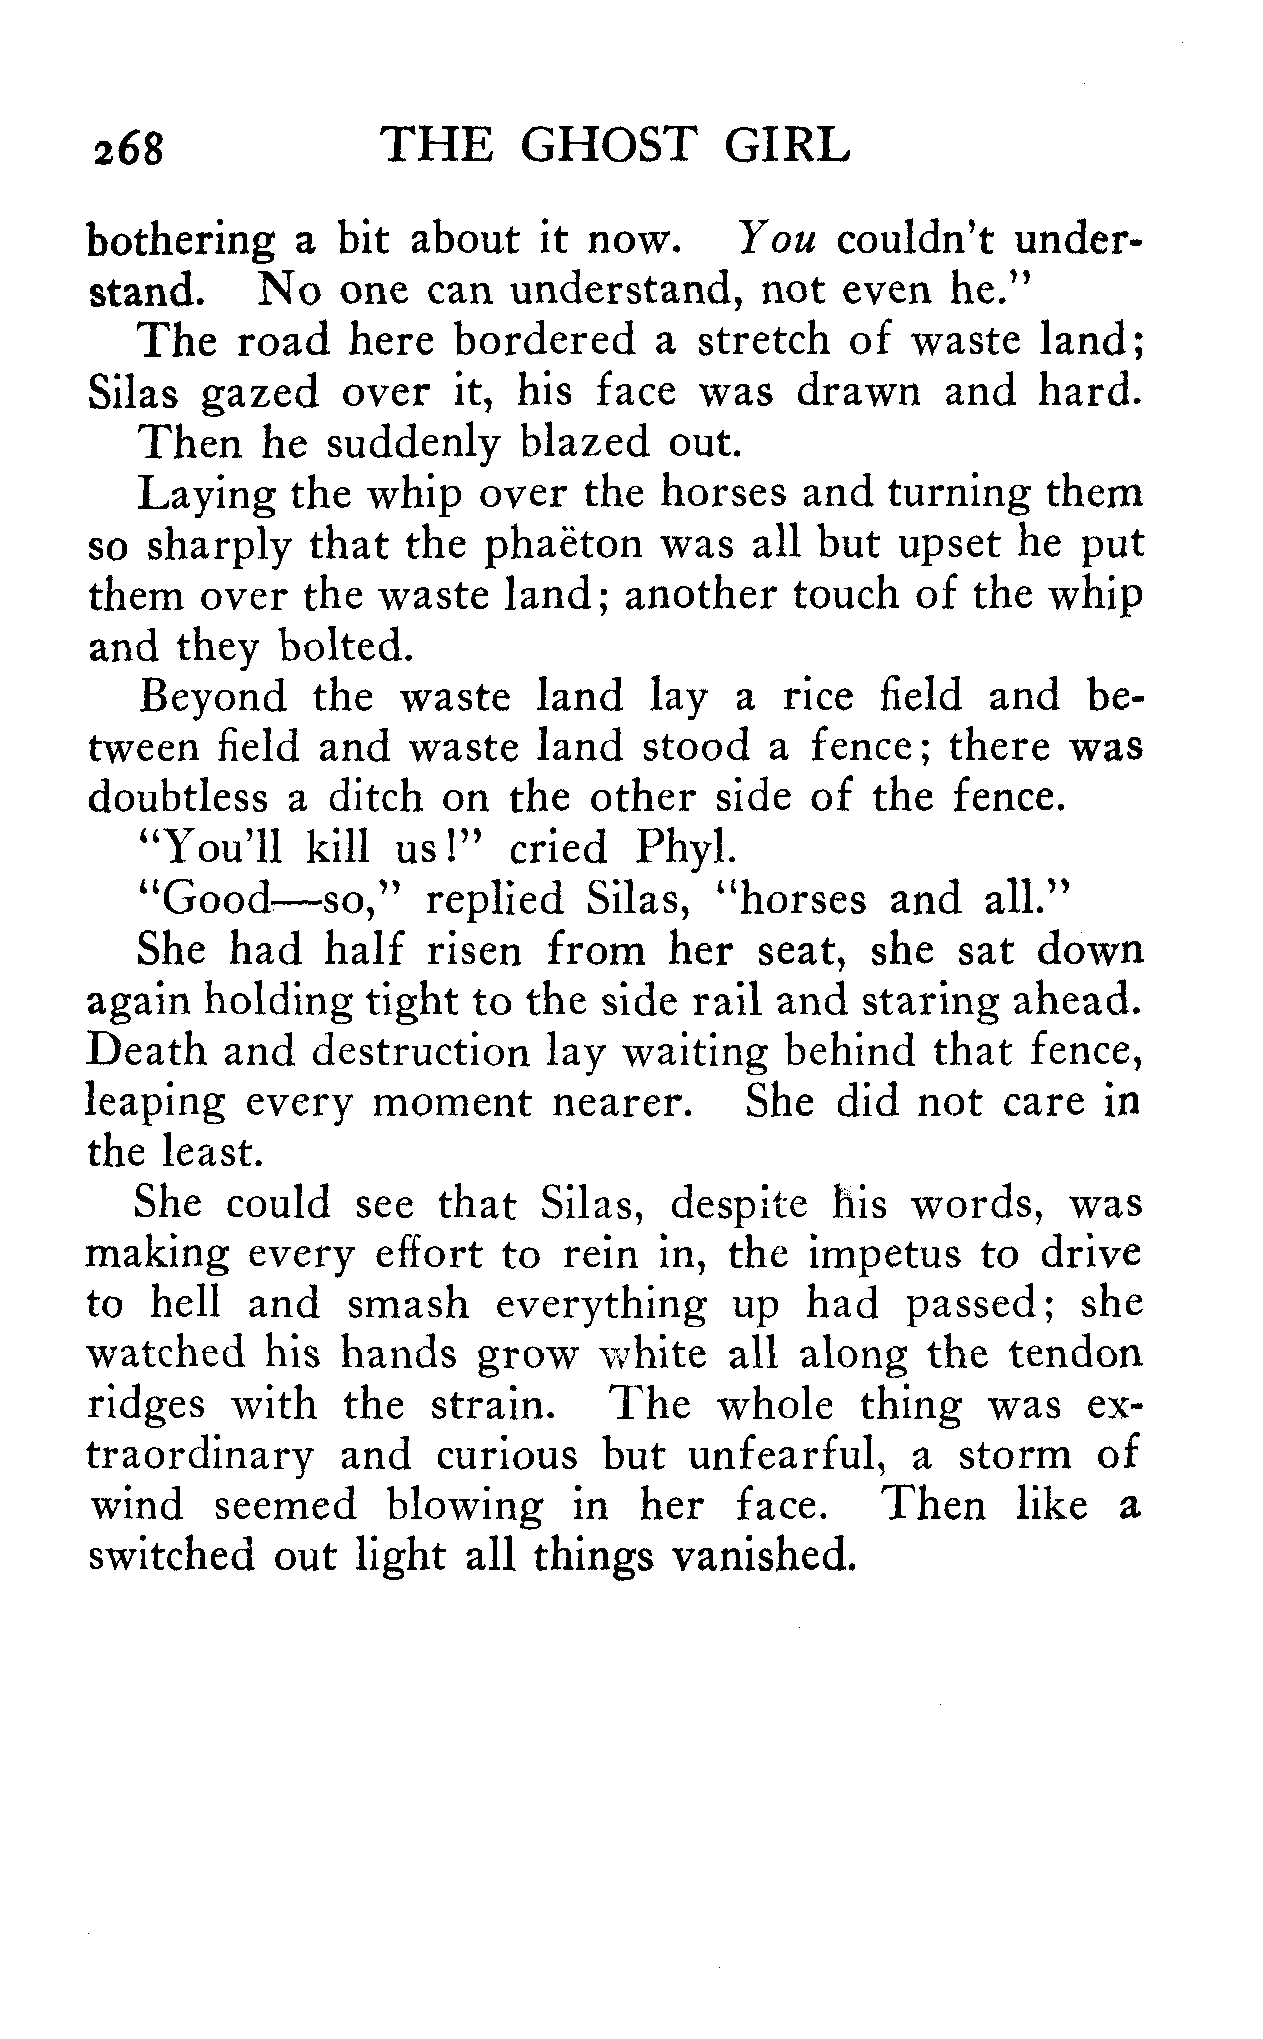 268 THE GHOST GIRL
bothering a bit about it now. You couldn't under-
stand. No one can understand, not even he."
The road here bordered a stretch of waste land;
Silas gazed over it, his face was drawn and hard.
Then he suddenly blazed out.
Laying the whip over the horses and turning them
so sharply that the phaëton was all but upset he put
them over the waste land; another touch of the whip
and they bolted.
Beyond the waste land lay a rice field and be-
tween field and waste land stood a fence; there was
doubtless a ditch on the other side of the fence.
"You'll kill us!" cried Phyl.
"Good—so," replied Silas, "horses and all."
She had half risen from her seat, she sat down
again holding tight to the side rail and staring ahead.
Death and destruction lay waiting behind that fence,
leaping every moment nearer. She did not care in
the least.
She could see that Silas, despite his words, was
making every effort to rein in, the impetus to drive
to hell and smash everything up had passed; she
watched his hands grow white all along the tendon
ridges with the strain. The whole thing was ex-
traordinary and curious but unfearful, a storm of
wind seemed blowing in her face. Then like a
switched out light all things vanished.